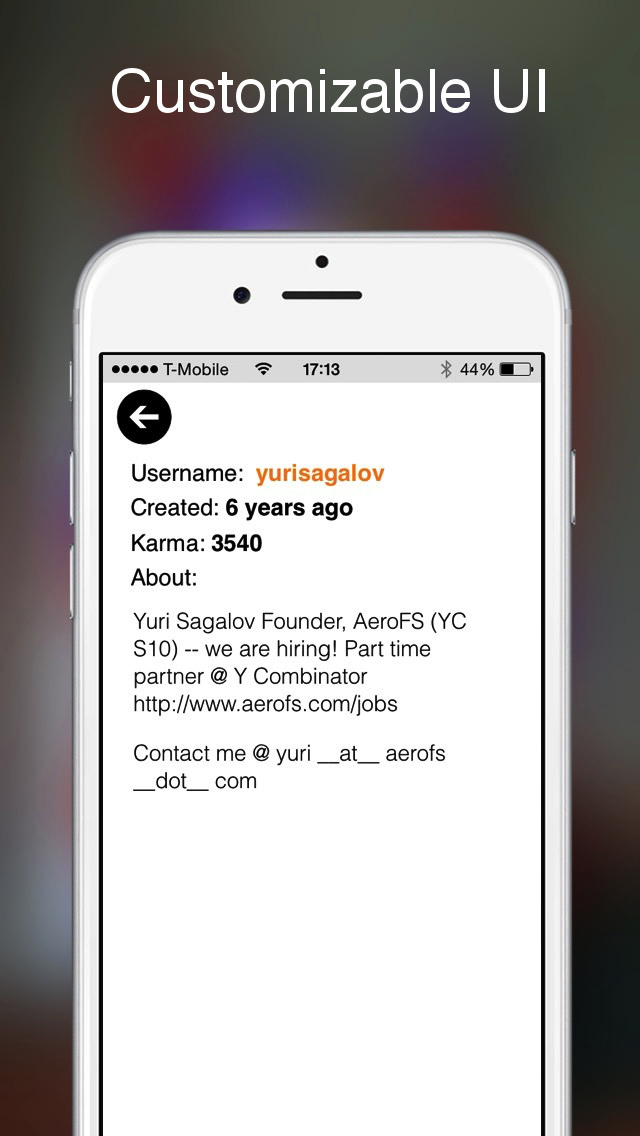 Customizable UI
T-Mobile 17:13 44%
Username: yurisagalov
Created: 6 years ago
Karma: 3540
About:
Yuri Sagalov Founder, AeroFS (YC
S10) -- we are hiring! Part time
partner @ Y Combinator
http://www.aerofs.com/jobs
Contact me @ yuri __at__ aerofs
__dot__ com